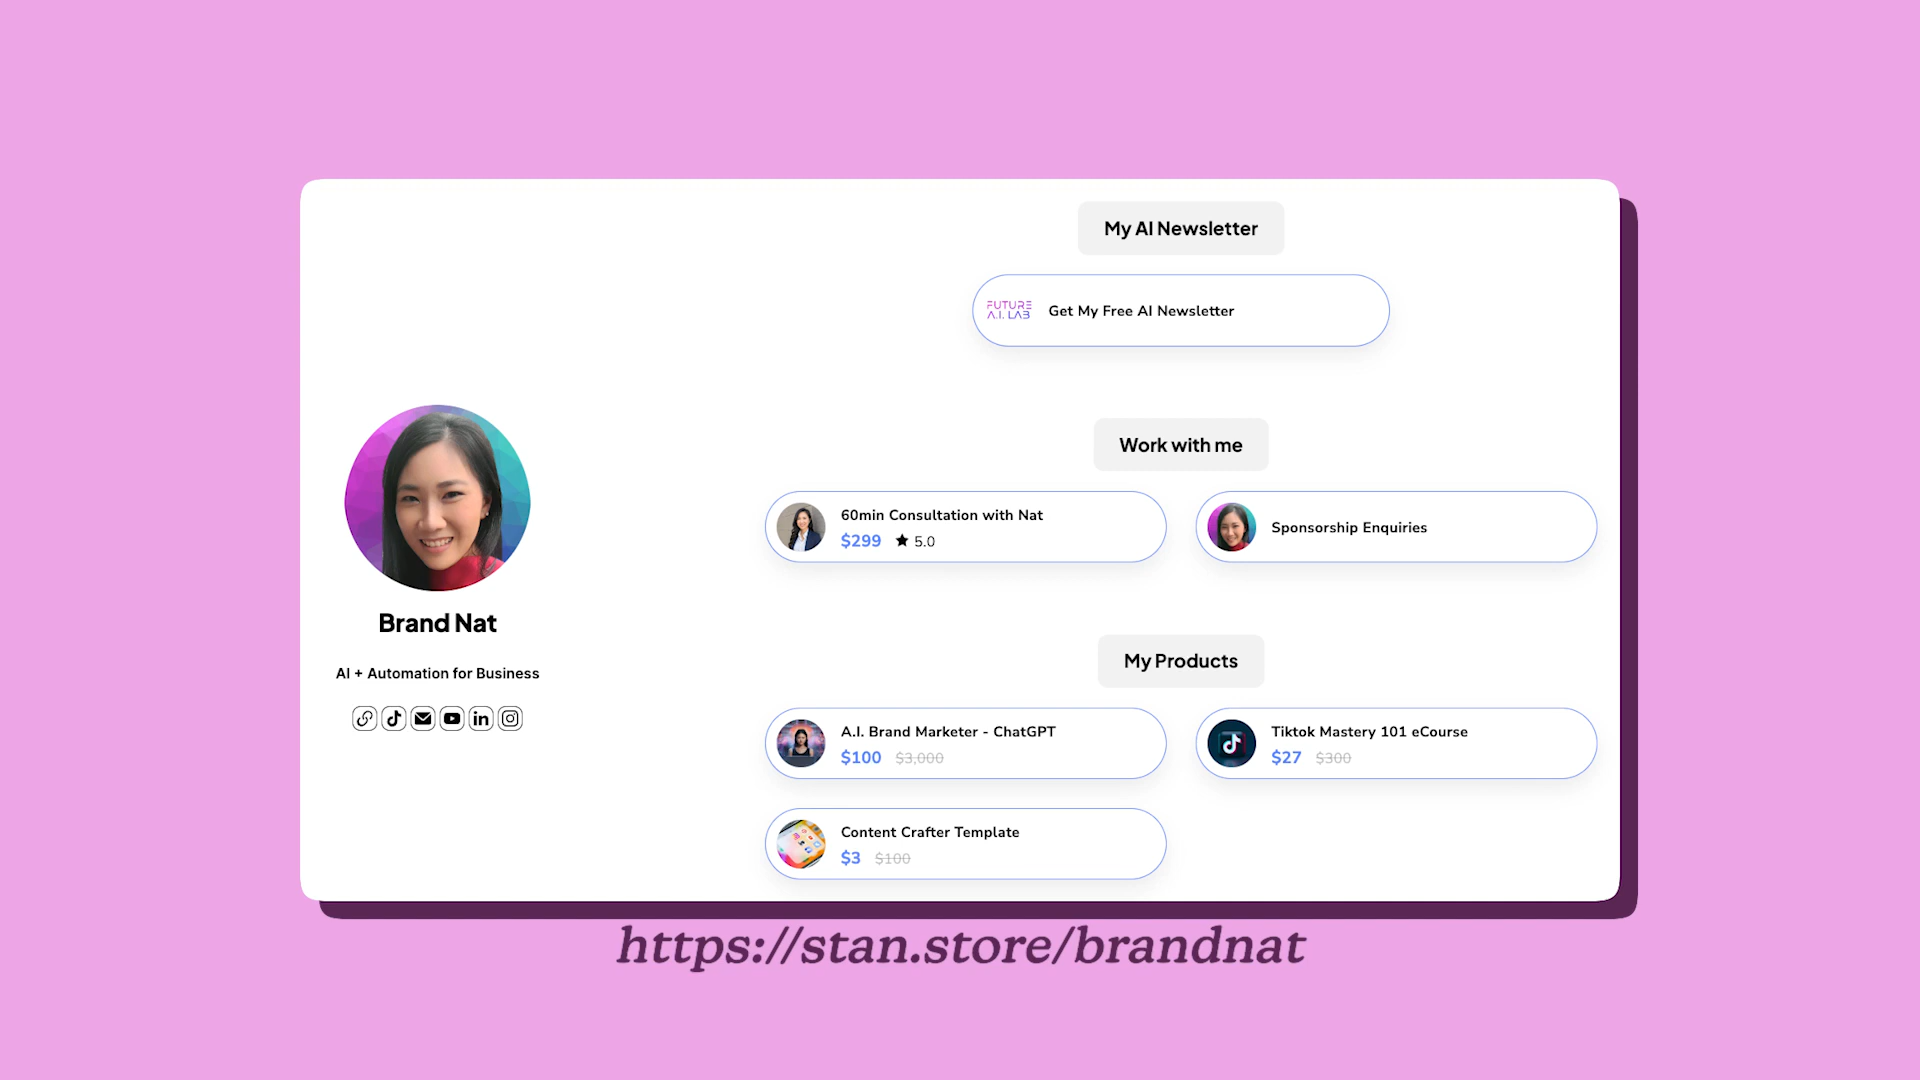 My AI Newsletter
FUTURE
A.I. LAB
Get My Free AI Newsletter
Brand Nat
AI + Automation for Business
Work with me
60min Consultation with Nat
$299 ★ 5.0
Sponsorship Enquiries
My Products
A.I. Brand Marketer - ChatGPT
$100 $3,000
Tiktok Mastery 101 eCourse
$27 $300
Content Crafter Template
$3 $100
https://stan.store/brandnat